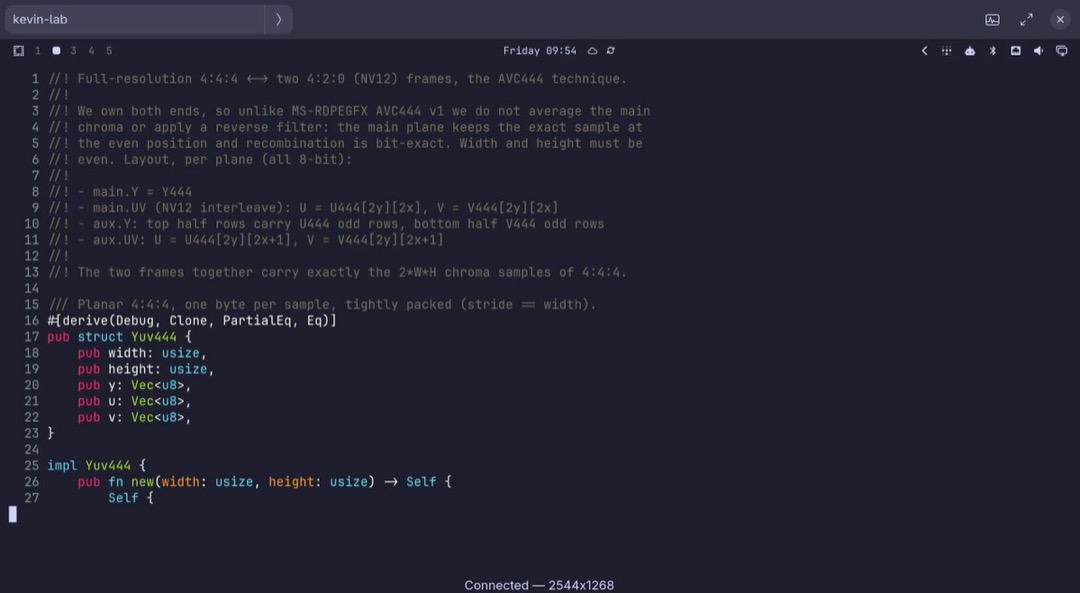 kevin-lab
1 3 4 5 Friday 09:54
1 //! Full-resolution 4:4:4 <-> two 4:2:0 (NV12) frames, the AVC444 technique.
2 //!
3 //! We own both ends, so unlike MS-RDPEGFX AVC444 v1 we do not average the main
4 //! chroma or apply a reverse filter: the main plane keeps the exact sample at
5 //! the even position and recombination is bit-exact. Width and height must be
6 //! even. Layout, per plane (all 8-bit):
7 //!
8 //! - main.Y = Y444
9 //! - main.UV (NV12 interleave): U = U444[2y][2x], V = V444[2y][2x]
10 //! - aux.Y: top half rows carry U444 odd rows, bottom half V444 odd rows
11 //! - aux.UV: U = U444[2y][2x+1], V = V444[2y][2x+1]
12 //!
13 //! The two frames together carry exactly the 2*W*H chroma samples of 4:4:4.
14
15 /// Planar 4:4:4, one byte per sample, tightly packed (stride == width).
16 #[derive(Debug, Clone, PartialEq, Eq)]
17 pub struct Yuv444 {
18     pub width: usize,
19     pub height: usize,
20     pub y: Vec<u8>,
21     pub u: Vec<u8>,
22     pub v: Vec<u8>,
23 }
24
25 impl Yuv444 {
26     pub fn new(width: usize, height: usize) -> Self {
27         Self {
Connected — 2544x1268